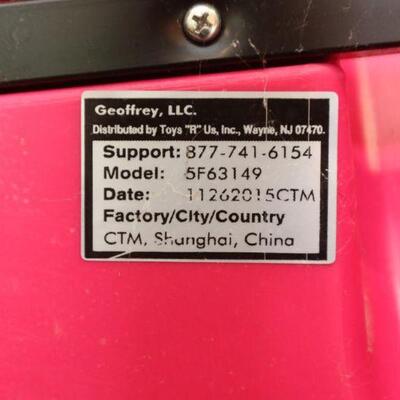 Geoffrey, LLC.
Distributed by Toys "R" Us, Inc., Wayne, NJ 07470.
Support: 877-741-6154
Model: 5F63149
Date: 11262015CTM
Factory/City/Country
CTM, Shanghai, China